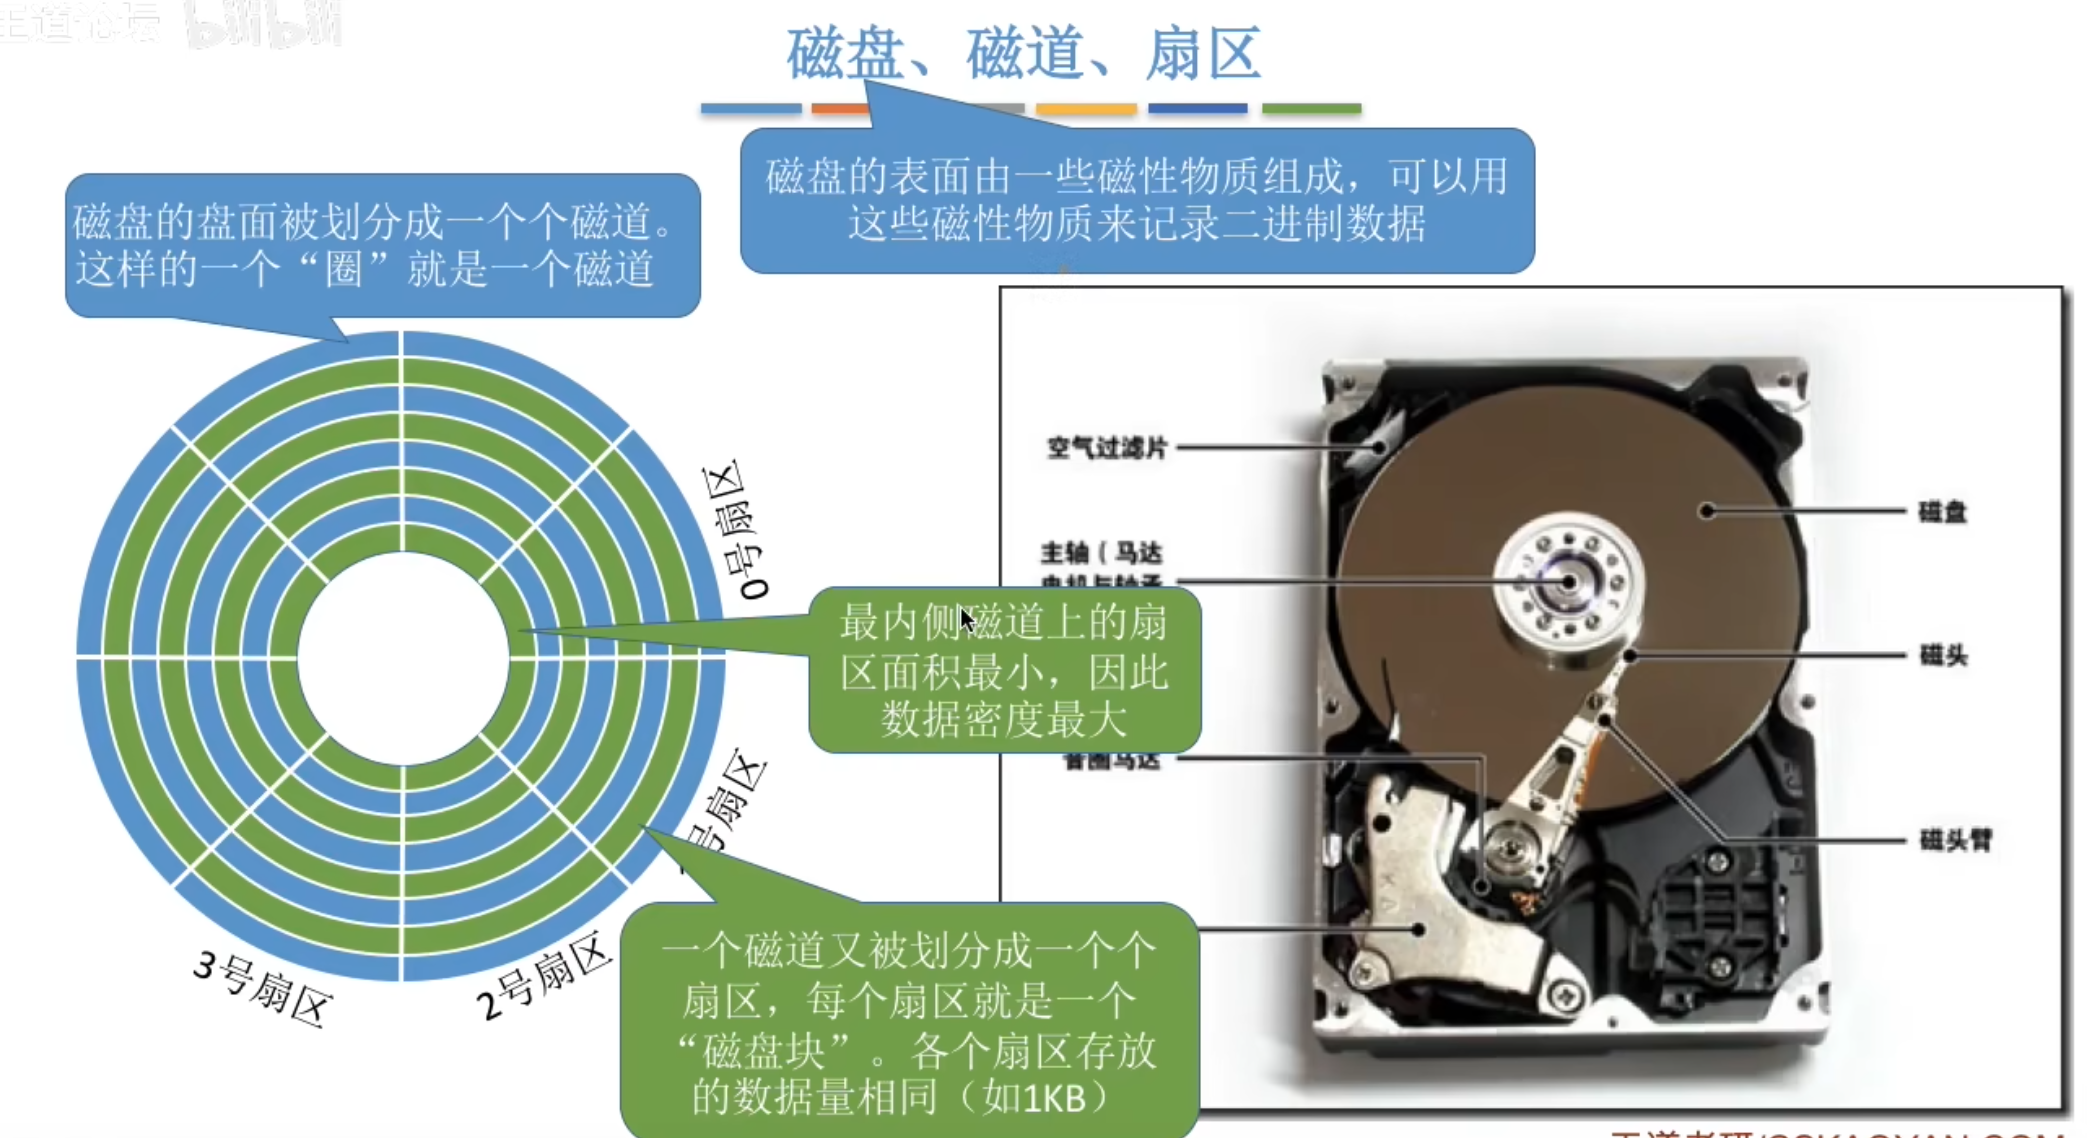 王道论坛 bilibili
磁盘、磁道、扇区
磁盘的表面由一些磁性物质组成，可以用
这些磁性物质来记录二进制数据
磁盘的盘面被划分成一个个磁道。
这样的一个“圈”就是一个磁道
0号扇区
号扇区
2号扇区
3号扇区
最内侧磁道上的扇
区面积最小，因此
数据密度最大
一个磁道又被划分成一个个
扇区，每个扇区就是一个
“磁盘块”。各个扇区存放
的数据量相同（如1KB）
空气过滤片
主轴（马达
电机与轴承
音圈马达
磁盘
磁头
磁头臂
王道考研/CSKAOYAN.COM